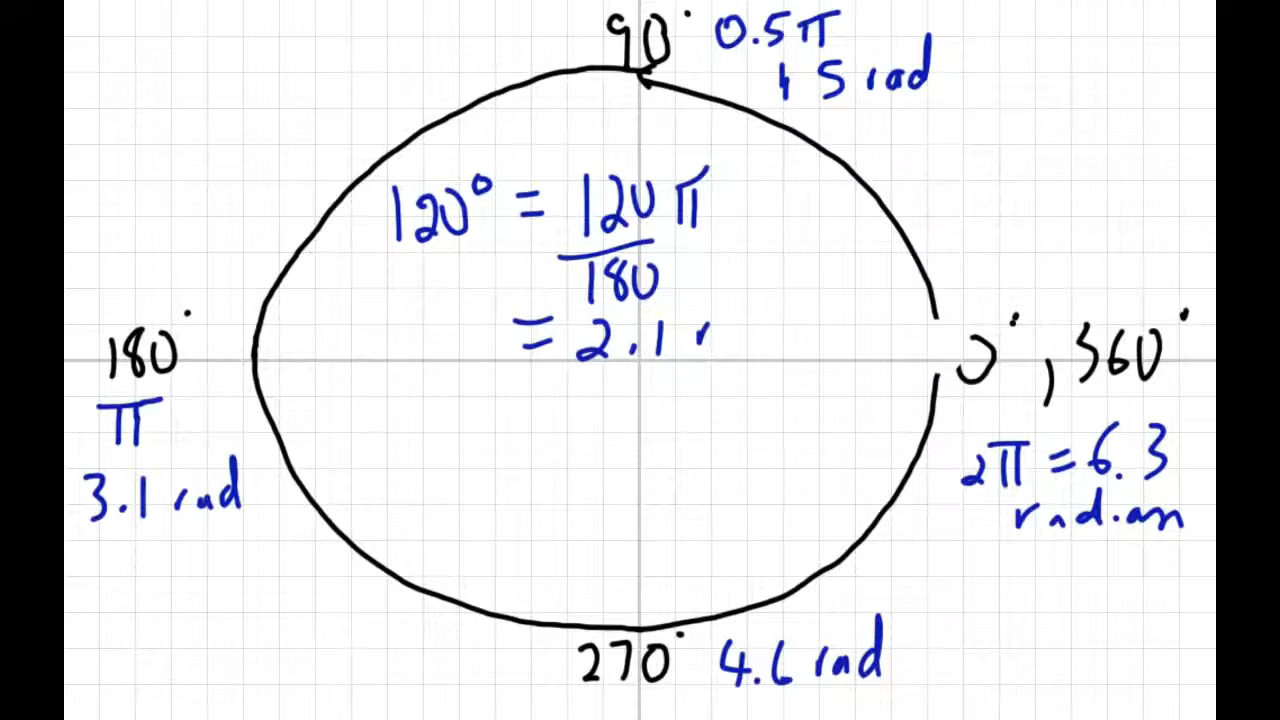 90° 0.5π
1 5 rad
120° = 120 π
180
= 2.1 r
180°
0°, 360°
π
2π = 6.3
3.1 rad
radian
270° 4.6 rad